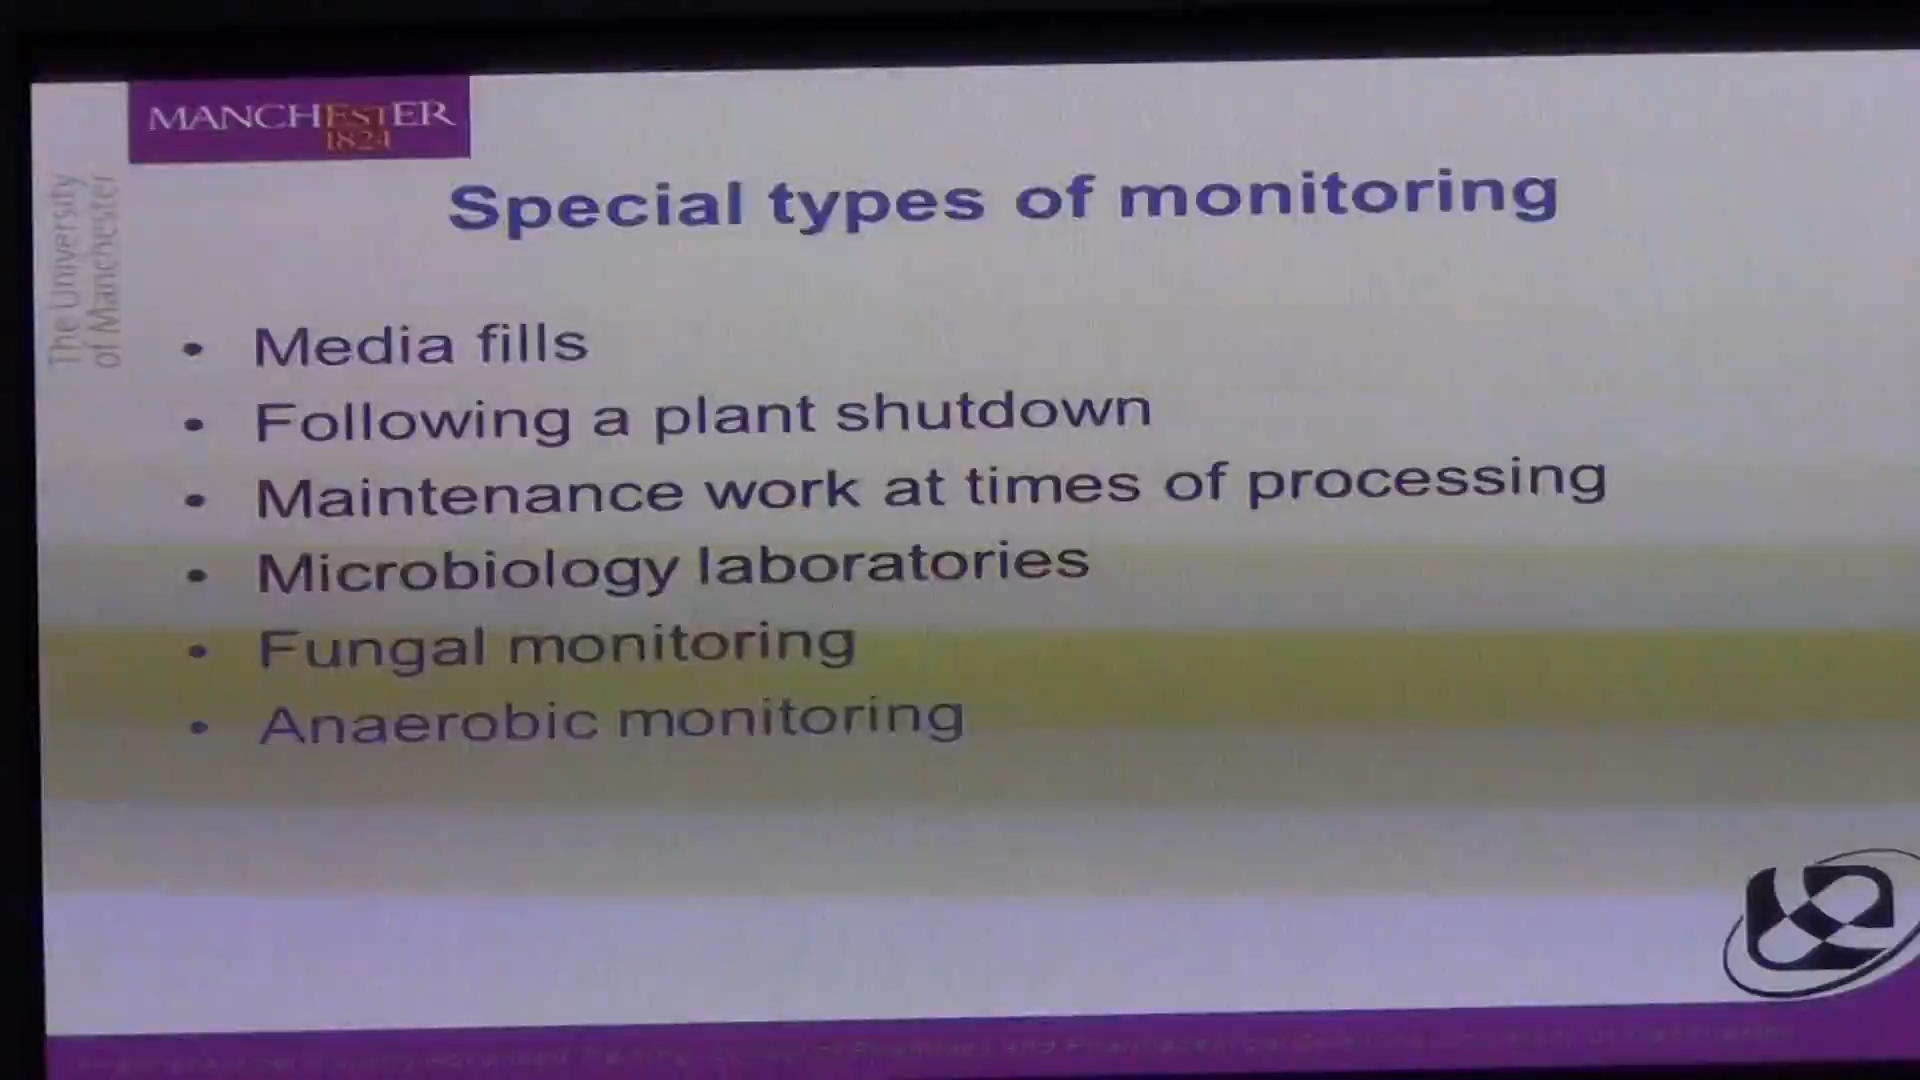 MANCHESTER
1824
The University
of Manchester
Special types of monitoring
• Media fills
• Following a plant shutdown
• Maintenance work at times of processing
• Microbiology laboratories
• Fungal monitoring
• Anaerobic monitoring